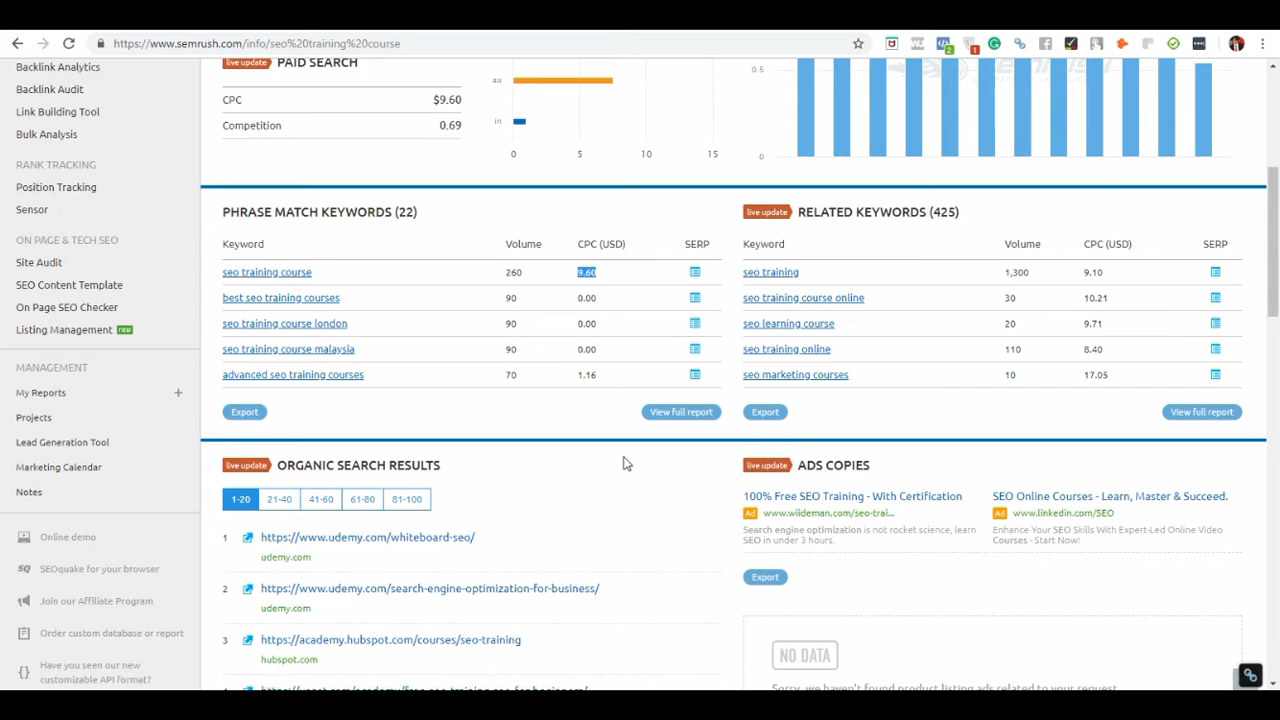 https://www.semrush.com/info/seo%20training%20course
2
1
Backlink Analytics
Backlink Audit
Link Building Tool
Bulk Analysis
RANK TRACKING
Position Tracking
Sensor
ON PAGE & TECH SEO
Site Audit
SEO Content Template
On Page SEO Checker
Listing Management new
MANAGEMENT
My Reports +
Projects
Lead Generation Tool
Marketing Calendar
Notes
Online demo
SEOquake for your browser
Join our Affiliate Program
Order custom database or report
Have you seen our new
customizable API format?
live update PAID SEARCH
CPC $9.60
Competition 0.69
au
in
0 5 10 15
0.5
0
PHRASE MATCH KEYWORDS (22)
Keyword Volume CPC (USD) SERP
seo training course 260 9.60
best seo training courses 90 0.00
seo training course london 90 0.00
seo training course malaysia 90 0.00
advanced seo training courses 70 1.16
Export View full report
live update RELATED KEYWORDS (425)
Keyword Volume CPC (USD) SERP
seo training 1,300 9.10
seo training course online 30 10.21
seo learning course 20 9.71
seo training online 110 8.40
seo marketing courses 10 17.05
Export View full report
live update ORGANIC SEARCH RESULTS
1-20 21-40 41-60 61-80 81-100
1 https://www.udemy.com/whiteboard-seo/
udemy.com
2 https://www.udemy.com/search-engine-optimization-for-business/
udemy.com
3 https://academy.hubspot.com/courses/seo-training
hubspot.com
live update ADS COPIES
100% Free SEO Training - With Certification
Ad www.wiideman.com/seo-trai...
Search engine optimization is not rocket science, learn
SEO in under 3 hours.
SEO Online Courses - Learn, Master & Succeed.
Ad www.linkedin.com/SEO
Enhance Your SEO Skills With Expert-Led Online Video
Courses - Start Now!
Export
NO DATA
Sorry, we haven't found product listing ads related to your request